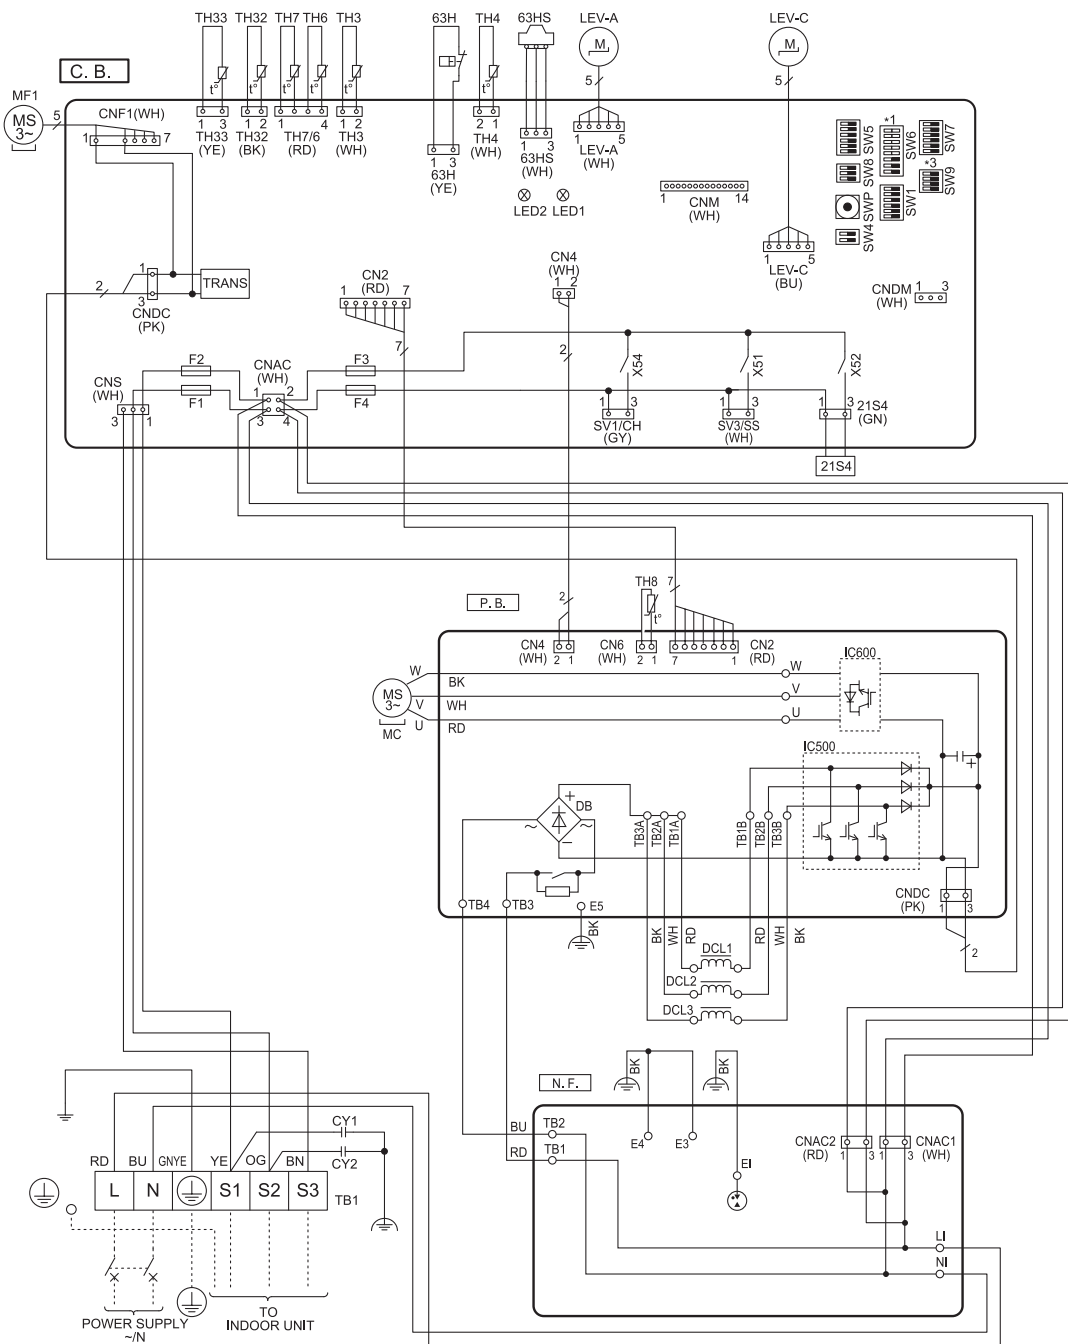 TH33 TH32 TH7 TH6 TH3 63H TH4 63HS LEV-A LEV-C
M M
C. B.
t° t° t° t° t° t°
5 5
MF1
MS
3~
5
CNF1(WH)
1 7
1 3 1 2 1 4 1 2 2 1 1 3 1 5
TH33 TH32 TH7/6 TH3 TH4 63HS LEV-A
(YE) (BK) (RD) (WH) (WH) (WH) (WH)
1 3
63H
(YE)
LED2 LED1
*1
SW5 SW6 SW7
*3
SW8 SW9
SWP SW1
SW4
1 14
CNM
(WH)
1 5
LEV-C
(BU)
CNDM
(WH)
1 3
CN4
(WH)
1 2
CN2
(RD)
1 7
TRANS
1
2
3
CNDC
(PK)
7
2
F2 F3
F1 F4
CNAC
(WH)
1 2
3 4
CNS
(WH)
3 1
X54 X51 X52
1 3 1 3 1 3
SV1/CH
(GY)
SV3/SS
(WH)
21S4
(GN)
21S4
P. B.
2
TH8
t°
7
CN4
(WH)
2 1
CN6
(WH)
2 1
7 1
CN2
(RD)
IC600
MS
3~
MC
W BK W
V WH V
U RD U
+
IC500
+
DB
~ ~
−
TB3A TB2A TB1A TB1B TB2B TB3B
TB4 TB3 E5
BK
CNDC
(PK)
1 3
2
BK WH RD RD WH BK
DCL1
DCL2
DCL3
N. F.
BK BK
BU TB2
RD TB1
E4 E3
EI
CNAC2
(RD)
1 3 1 3
CNAC1
(WH)
LI
NI
CY1
CY2
RD BU GNYE YE OG BN
L N S1 S2 S3
TB1
POWER SUPPLY
~/N
TO
INDOOR UNIT